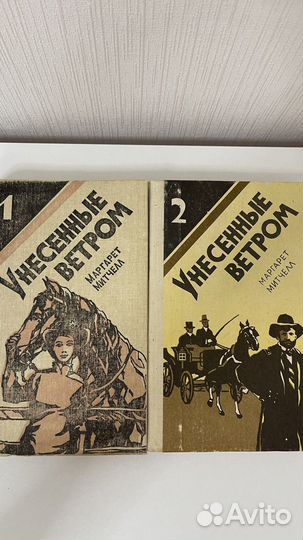 1
УНЕСЕННЫЕ
ВЕТРОМ
МАРГАРЕТ
МИТЧЕЛЛ
2
УНЕСЕННЫЕ
ВЕТРОМ
МАРГАРЕТ
МИТЧЕЛЛ
Avito